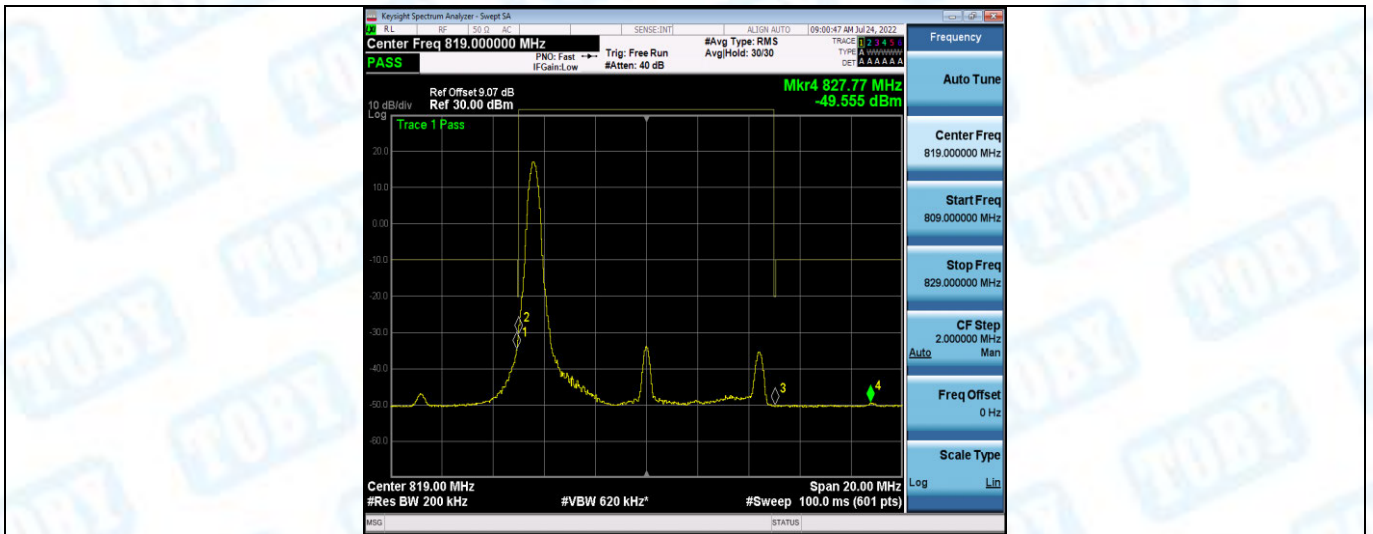 Keysight Spectrum Analyzer - Swept SA
RL RF 50 Ω AC SENSE:INT ALIGN AUTO 09:00:47 AM Jul 24, 2022
Center Freq 819.000000 MHz
PASS
PNO: Fast
IFGain:Low
Trig: Free Run
#Atten: 40 dB
#Avg Type: RMS
Avg|Hold: 30/30
TRACE 1 2 3 4 5 6
TYPE A WWWWW
DET A A A A A A
Mkr4 827.77 MHz
-49.555 dBm
Ref Offset 9.07 dB
10 dB/div Ref 30.00 dBm
Log
Trace 1 Pass
20.0
10.0
0.00
-10.0
-20.0
-30.0
-40.0
-50.0
-60.0
2
1
3
4
Center 819.00 MHz Span 20.00 MHz
#Res BW 200 kHz #VBW 620 kHz* #Sweep 100.0 ms (601 pts)
MSG STATUS
Frequency
Auto Tune
Center Freq
819.000000 MHz
Start Freq
809.000000 MHz
Stop Freq
829.000000 MHz
CF Step
2.000000 MHz
Auto Man
Freq Offset
0 Hz
Scale Type
Log Lin
TOBY
TOBY
TOBY
TOBY
TOBY
TOBY
TOBY
TOBY